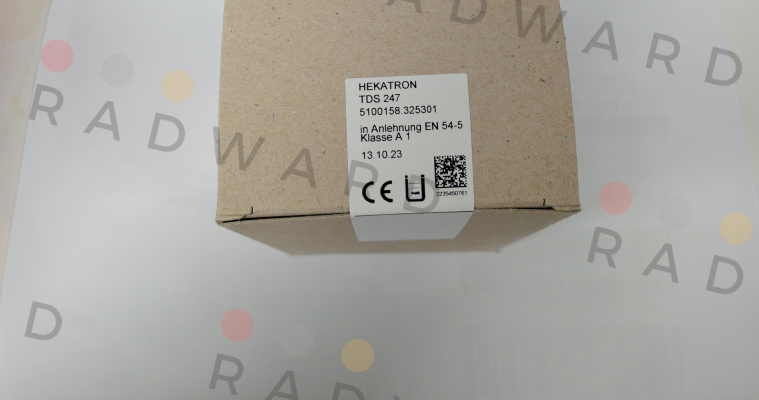 RADWARD
HEKATRON
TDS 247
5100158.325301
in Anlehnung EN 54-5
Klasse A 1
13.10.23
CE
2235450761
RADWARD
RAD
D
RAD